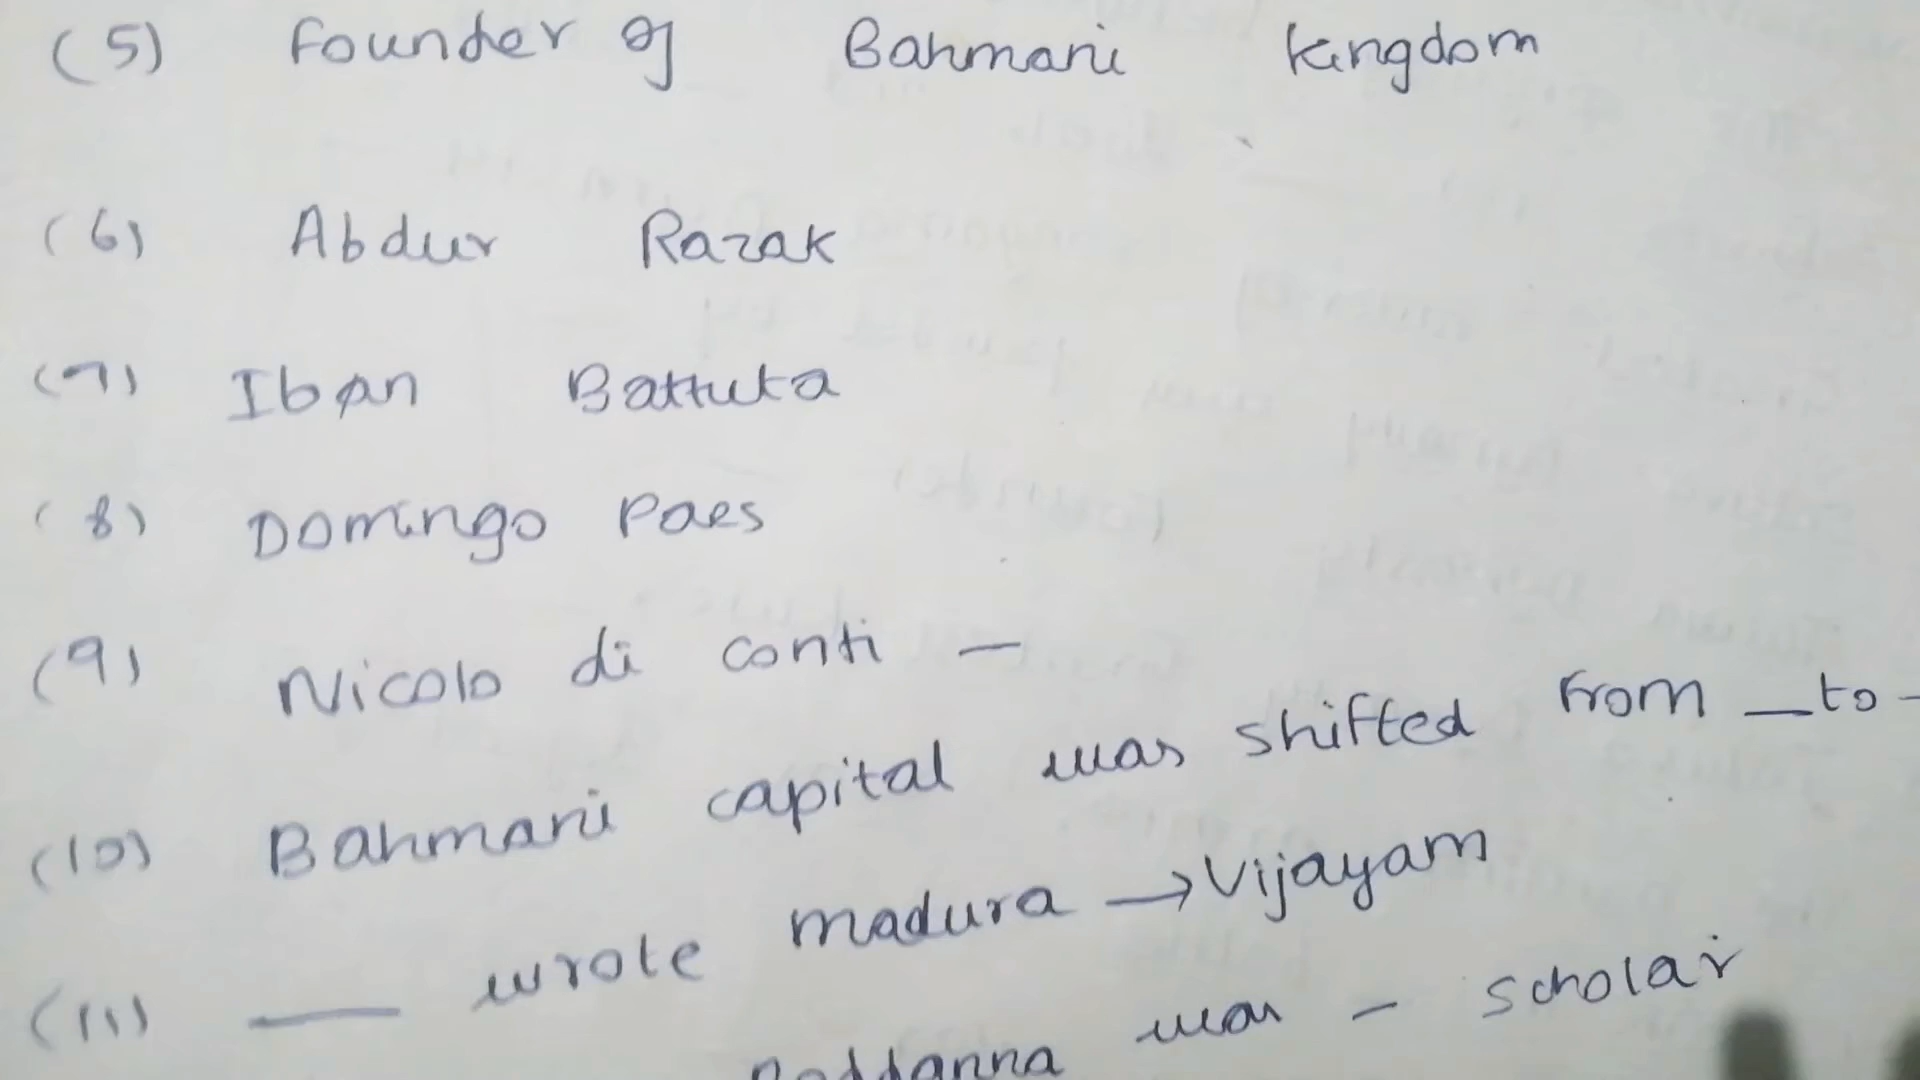 (5) Founder of Bahmani kingdom
(6) Abdur Razak
(7) Iban Battuta
(8) Domingo Paes
(9) Nicolo di conti —
(10) Bahmani capital was shifted From — to -
(11) — wrote madura → Vijayam
was - scholar